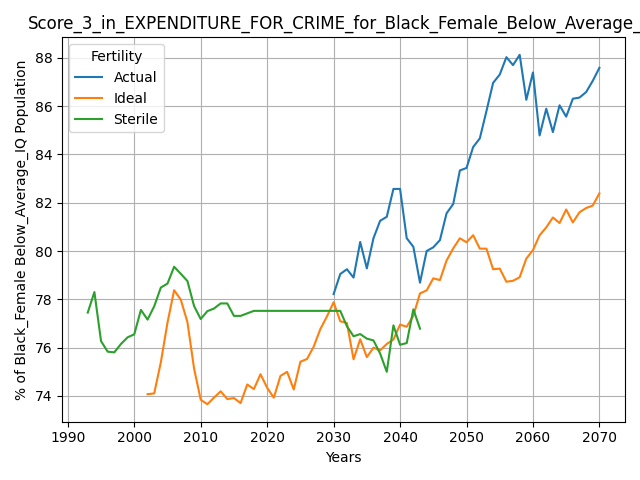 Score_3_in_EXPENDITURE_FOR_CRIME_for_Black_Female_Below_Average_
Fertility
Actual
Ideal
Sterile
% of Black_Female Below_Average_IQ Population
88
86
84
82
80
78
76
74
1990 2000 2010 2020 2030 2040 2050 2060 2070
Years